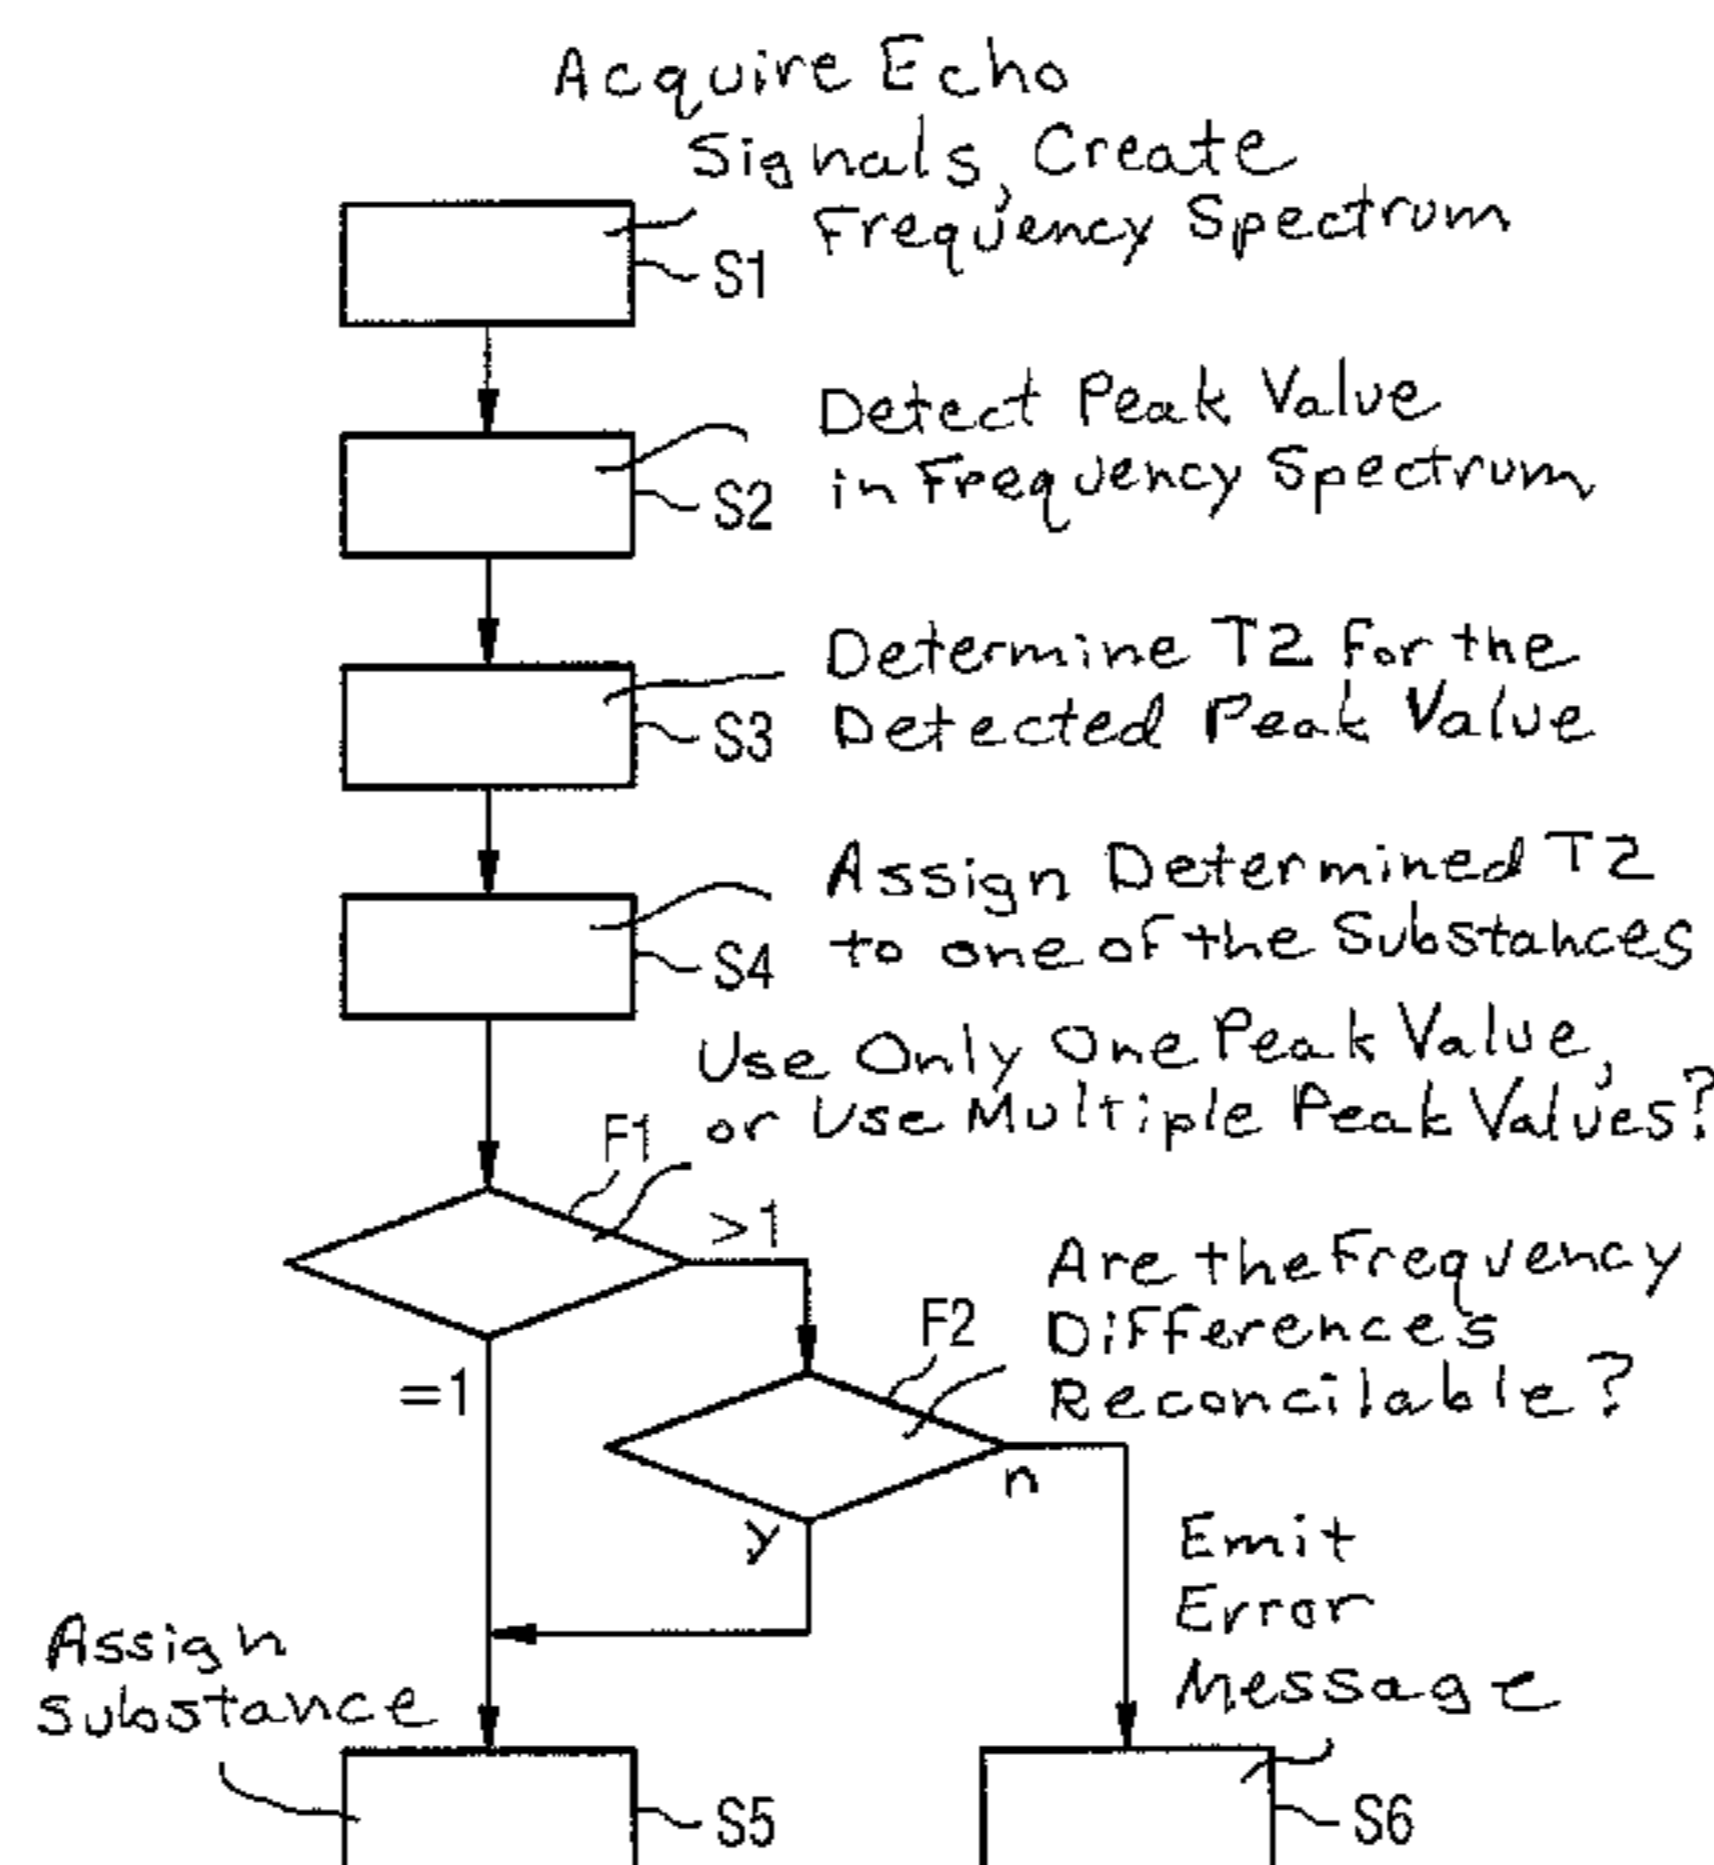 Acquire Echo
Signals, Create
Frequency Spectrum
S1
Detect Peak Value
in Frequency Spectrum
S2
Determine T2 for the
Detected Peak Value
S3
Assign Determined T2
to one of the Substances
S4
Use Only One Peak Value,
or Use Multiple Peak Values?
F1
>1
=1
Are the Frequency
Differences
Reconcilable?
F2
n
y
Emit
Error
Message
Assign
Substance
S5
S6